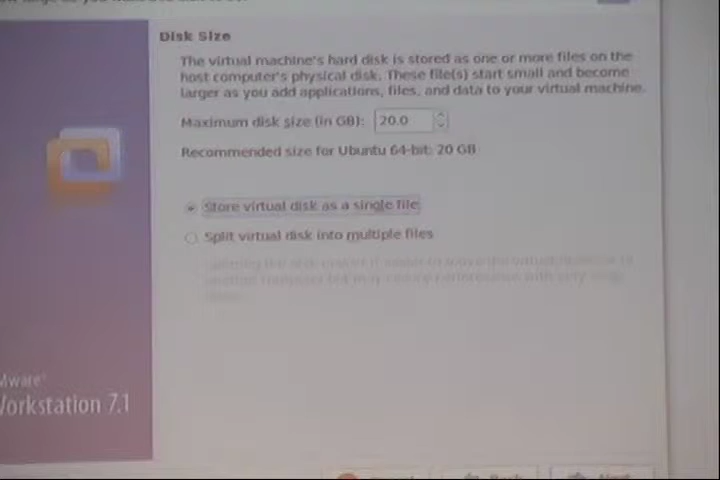 Disk Size
The virtual machine's hard disk is stored as one or more files on the
host computer's physical disk. These file(s) start small and become
larger as you add applications, files, and data to your virtual machine.
Maximum disk size (in GB): 20.0
Recommended size for Ubuntu 64-bit: 20 GB
Store virtual disk as a single file
Split virtual disk into multiple files
Mware
Workstation 7.1